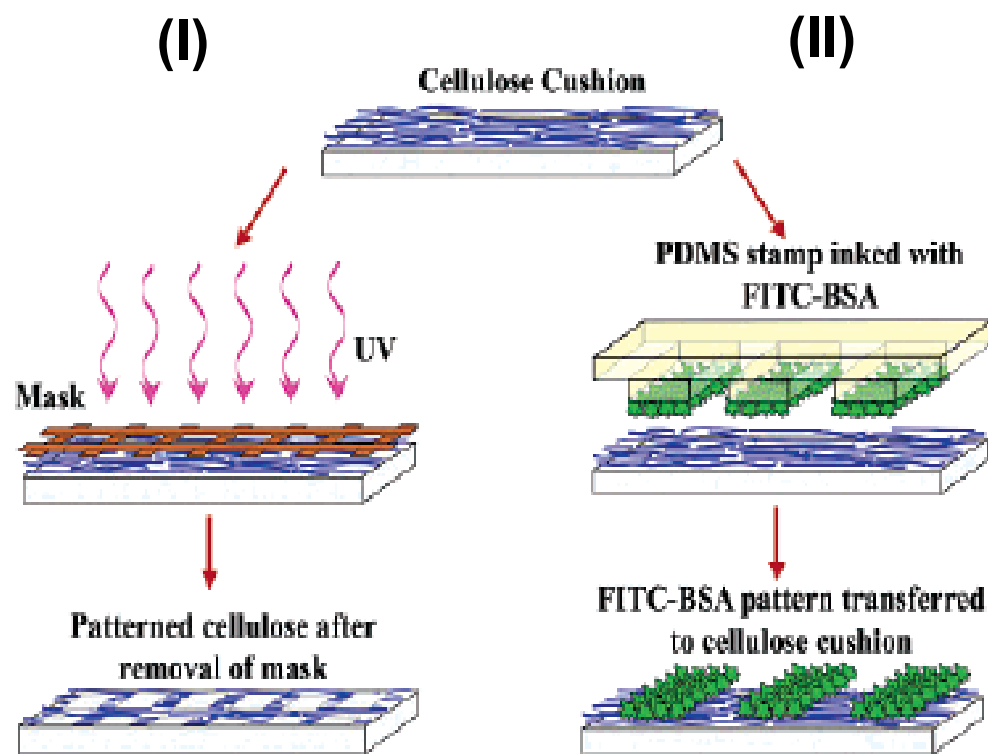 (I)
(II)
Cellulose Cushion
UV
Mask
Patterned cellulose after
removal of mask
PDMS stamp inked with
FITC-BSA
FITC-BSA pattern transferred
to cellulose cushion